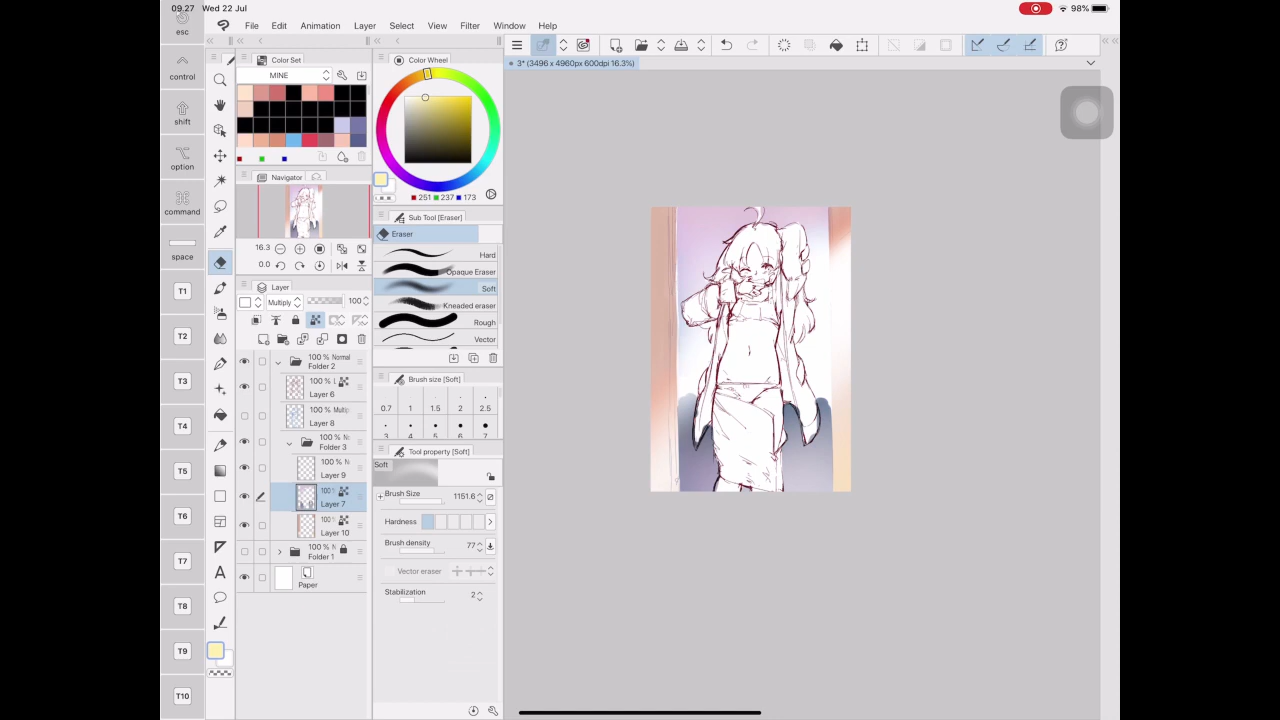 09.27 Wed 22 Jul
98%
esc
control
shift
option
command
space
T1
T2
T3
T4
T5
T6
T7
T8
T9
T10
File Edit Animation Layer Select View Filter Window Help
3* (3496 x 4960px 600dpi 16.3%)
Color Set
MINE
Navigator
16.3
0.0
Layer
Multiply 100
100 % Normal
Folder 2
100 % L
Layer 6
100 % Multip
Layer 8
100 % N
Folder 3
100 % N
Layer 9
Layer 7
Layer 10
100 % N
Folder 1
Paper
Color Wheel
251 237 173
Sub Tool [Eraser]
Eraser
Hard
Opaque Eraser
Soft
Kneaded eraser
Rough
Vector
Brush size [Soft]
0.7 1 1.5 2 2.5
3 4 5 6 7
Tool property [Soft]
Soft
Brush Size 1151.6
Hardness
Brush density 77
Vector eraser
Stabilization 2